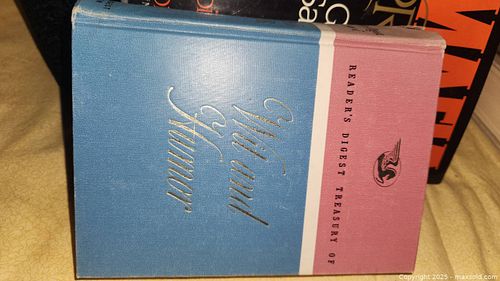 READER'S DIGEST TREASURY OF
Wit and
Humor
Copyright 2025 - maxsold.com